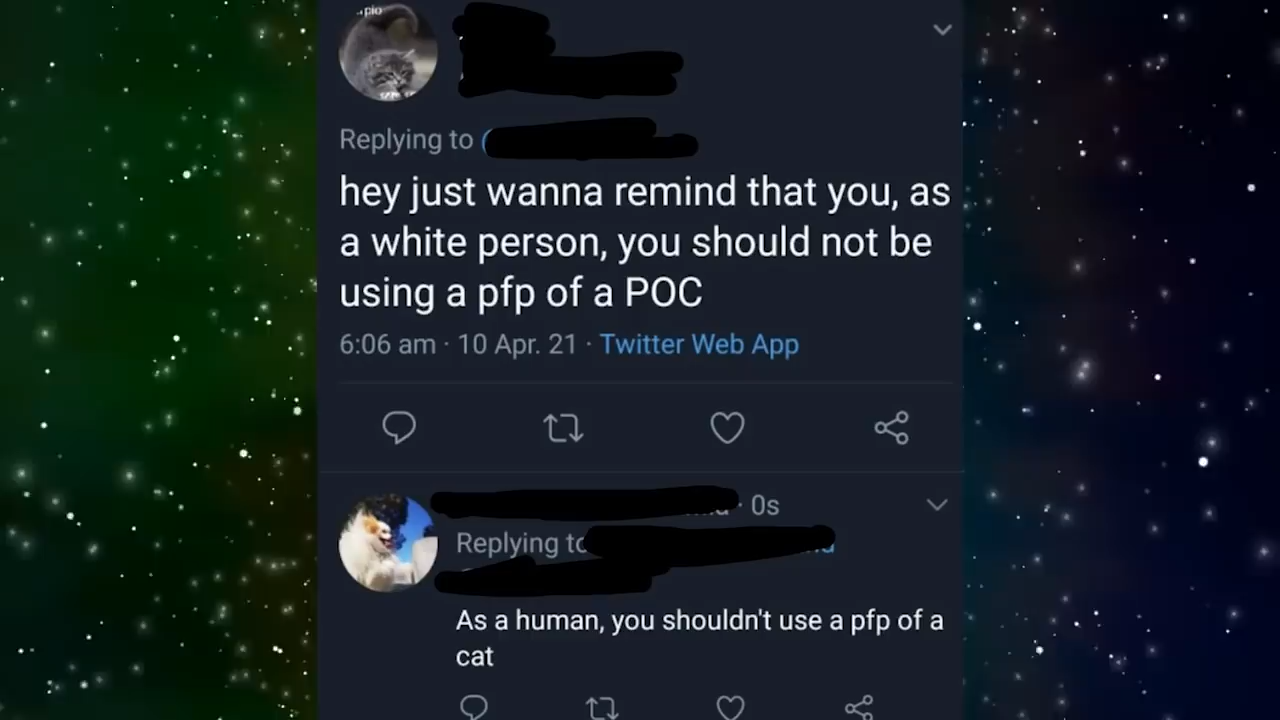 Replying to
hey just wanna remind that you, as
a white person, you should not be
using a pfp of a POC
6:06 am · 10 Apr. 21 · Twitter Web App
· 0s
Replying to
As a human, you shouldn't use a pfp of a
cat